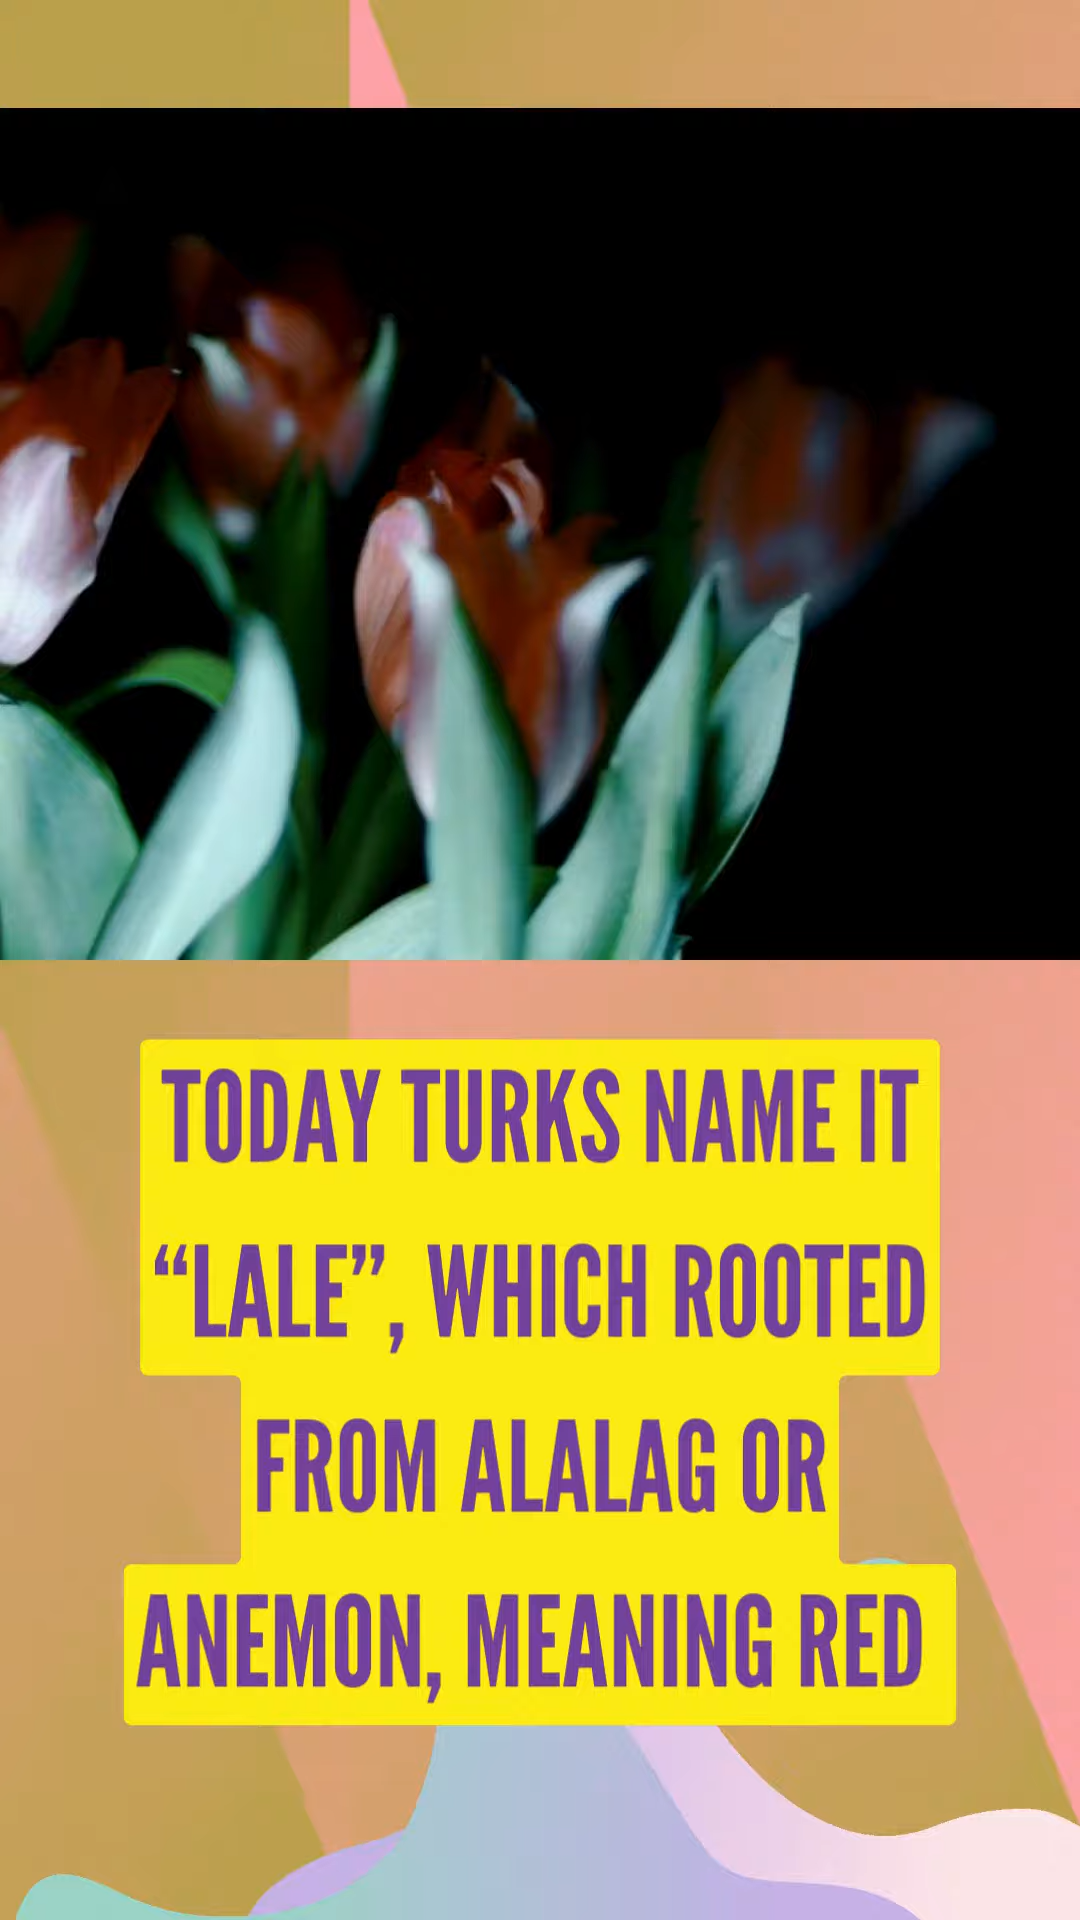 TODAY TURKS NAME IT
“LALE”, WHICH ROOTED
FROM ALALAG OR
ANEMON, MEANING RED